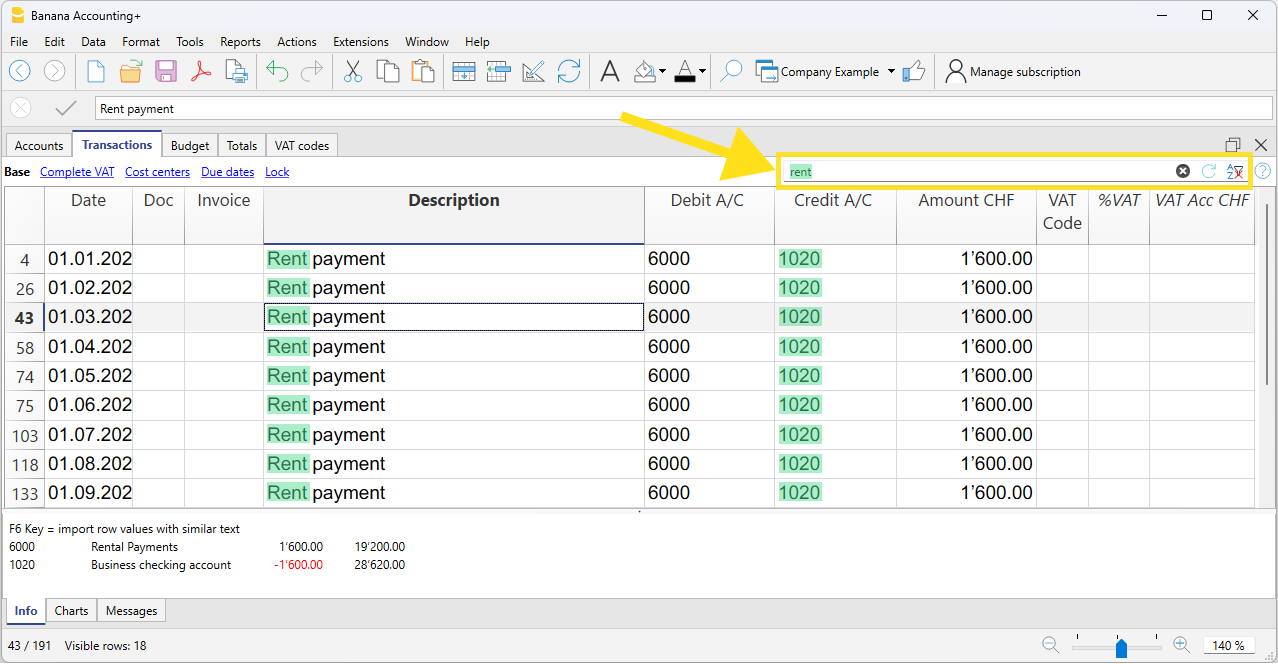 Banana Accounting+
File Edit Data Format Tools Reports Actions Extensions Window Help
Company Example Manage subscription
Rent payment
Accounts Transactions Budget Totals VAT codes
Base Complete VAT Cost centers Due dates Lock rent
Date Doc Invoice Description Debit A/C Credit A/C Amount CHF VAT Code %VAT VAT Acc CHF
4 01.01.202 Rent payment 6000 1020 1’600.00
26 01.02.202 Rent payment 6000 1020 1’600.00
43 01.03.202 Rent payment 6000 1020 1’600.00
58 01.04.202 Rent payment 6000 1020 1’600.00
74 01.05.202 Rent payment 6000 1020 1’600.00
75 01.06.202 Rent payment 6000 1020 1’600.00
103 01.07.202 Rent payment 6000 1020 1’600.00
118 01.08.202 Rent payment 6000 1020 1’600.00
133 01.09.202 Rent payment 6000 1020 1’600.00
F6 Key = import row values with similar text
6000 Rental Payments 1’600.00 19’200.00
1020 Business checking account -1’600.00 28’620.00
Info Charts Messages
43 / 191 Visible rows: 18 140 %